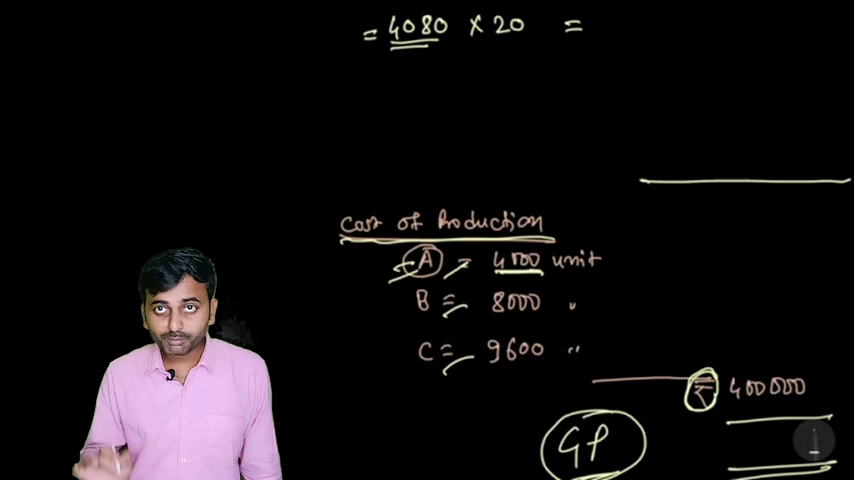 = 4080 × 20 =
Cost of Production
A = 4000 unit
B = 8000 "
C = 9600 "
₹ 400000
GP